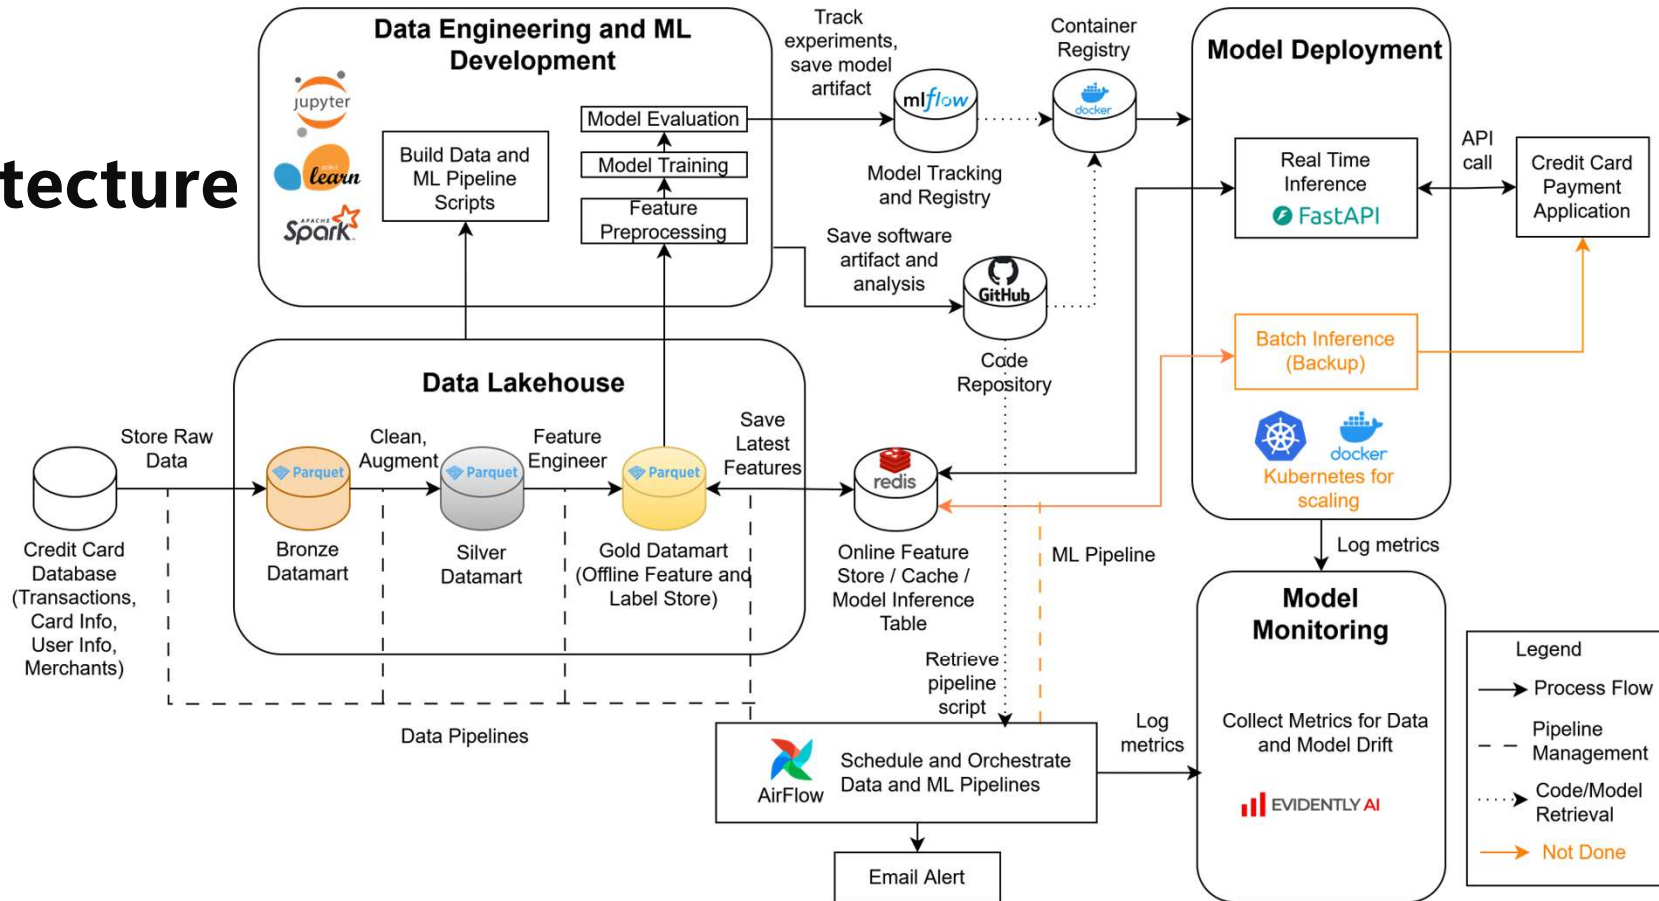 tecture
Data Engineering and ML
Development
jupyter
learn
APACHE
Spark
Build Data and
ML Pipeline
Scripts
Model Evaluation
Model Training
Feature
Preprocessing
Track
experiments,
save model
artifact
mlflow
Model Tracking
and Registry
Container
Registry
docker
Save software
artifact and
analysis
GitHub
Code
Repository
Model Deployment
Real Time
Inference
FastAPI
API
call
Credit Card
Payment
Application
Batch Inference
(Backup)
docker
Kubernetes for
scaling
Data Lakehouse
Store Raw
Data
Clean,
Augment
Feature
Engineer
Save
Latest
Features
Parquet
Parquet
Parquet
redis
Credit Card
Database
(Transactions,
Card Info,
User Info,
Merchants)
Bronze
Datamart
Silver
Datamart
Gold Datamart
(Offline Feature and
Label Store)
Online Feature
Store / Cache /
Model Inference
Table
ML Pipeline
Log metrics
Data Pipelines
Retrieve
pipeline
script
AirFlow
Schedule and Orchestrate
Data and ML Pipelines
Log
metrics
Email Alert
Model
Monitoring
Collect Metrics for Data
and Model Drift
EVIDENTLY AI
Legend
Process Flow
Pipeline
Management
Code/Model
Retrieval
Not Done